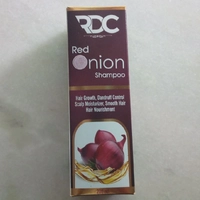 RDC
Red
Onion
Shampoo
Hair Growth, Dandruff Control
Scalp Moisturizer, Smooth Hair
Hair Nourishment